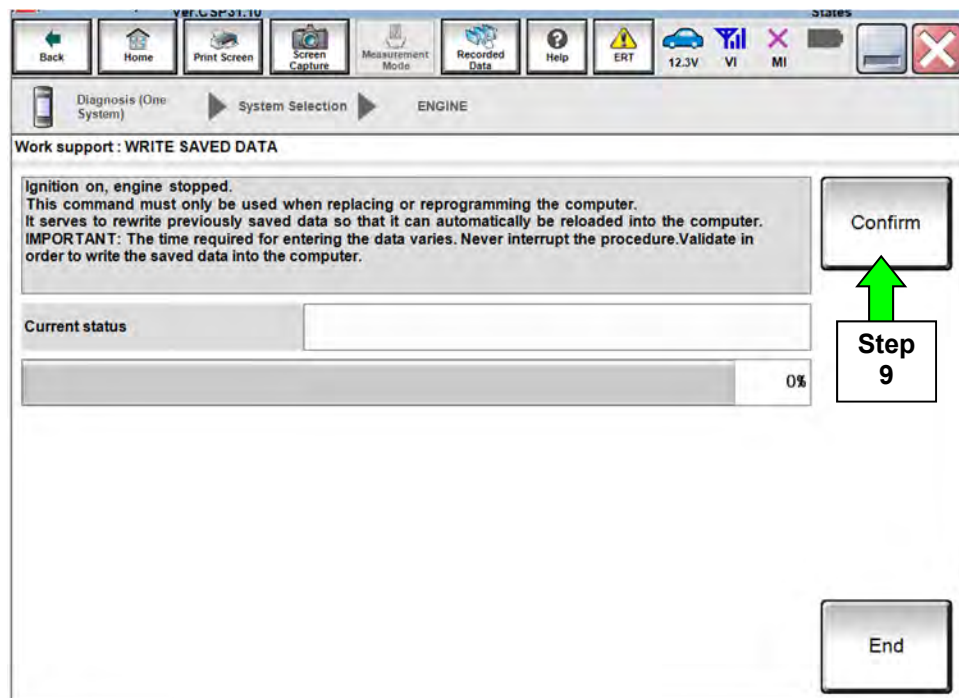 Ver.CSP31.10
States
Back
Home
Print Screen
Screen Capture
Measurement Mode
Recorded Data
Help
ERT
12.3V
VI
MI
Diagnosis (One System)
System Selection
ENGINE
Work support : WRITE SAVED DATA
Ignition on, engine stopped.
This command must only be used when replacing or reprogramming the computer.
It serves to rewrite previously saved data so that it can automatically be reloaded into the computer.
IMPORTANT: The time required for entering the data varies. Never interrupt the procedure.Validate in
order to write the saved data into the computer.
Confirm
Current status
Step
9
0%
End